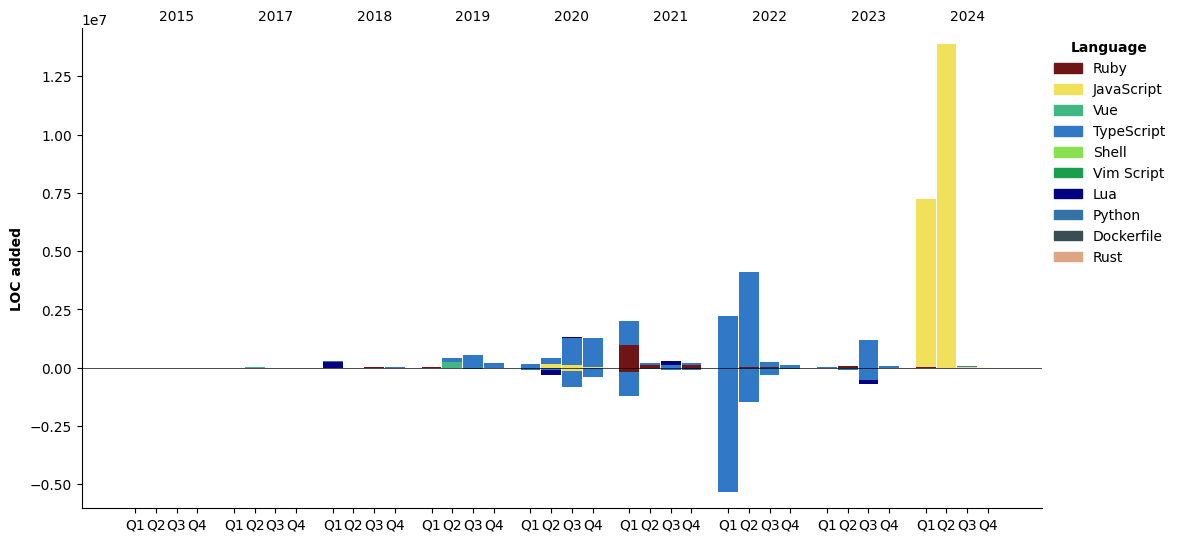 1e7
2015 2017 2018 2019 2020 2021 2022 2023 2024
Language
Ruby
JavaScript
Vue
TypeScript
Shell
Vim Script
Lua
Python
Dockerfile
Rust
1.25
1.00
0.75
0.50
0.25
0.00
−0.25
−0.50
LOC added
Q1 Q2 Q3 Q4 Q1 Q2 Q3 Q4 Q1 Q2 Q3 Q4 Q1 Q2 Q3 Q4 Q1 Q2 Q3 Q4 Q1 Q2 Q3 Q4 Q1 Q2 Q3 Q4 Q1 Q2 Q3 Q4 Q1 Q2 Q3 Q4